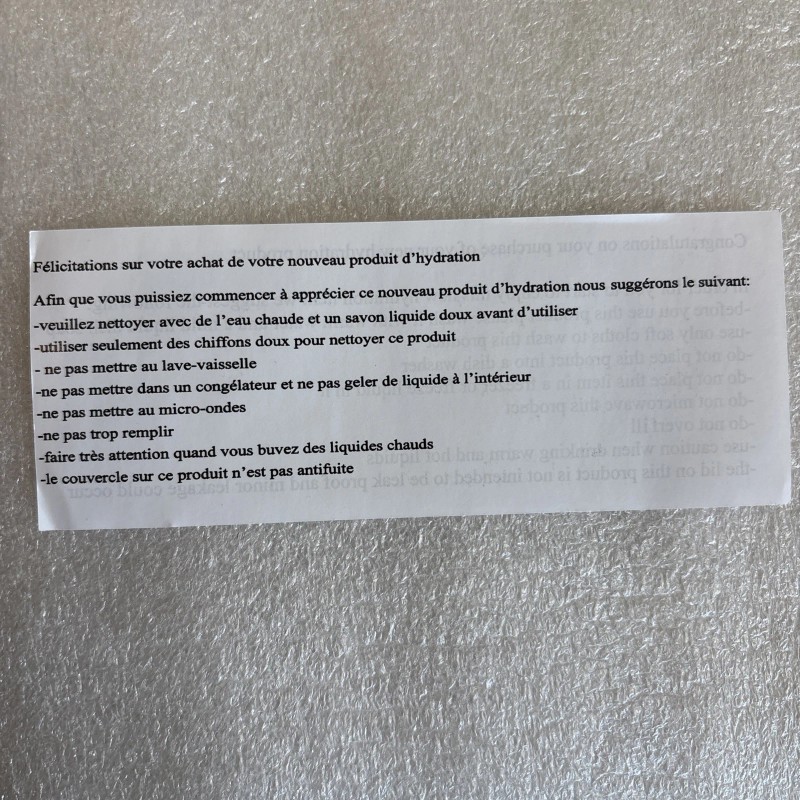 Félicitations sur votre achat de votre nouveau produit d'hydration
Afin que vous puissiez commencer à apprécier ce nouveau produit d'hydration nous suggérons le suivant:
-veuillez nettoyer avec de l'eau chaude et un savon liquide doux avant d'utiliser
-utiliser seulement des chiffons doux pour nettoyer ce produit
- ne pas mettre au lave-vaisselle
-ne pas mettre dans un congélateur et ne pas geler de liquide à l'intérieur
-ne pas mettre au micro-ondes
-ne pas trop remplir
-faire très attention quand vous buvez des liquides chauds
-le couvercle sur ce produit n'est pas antifuite